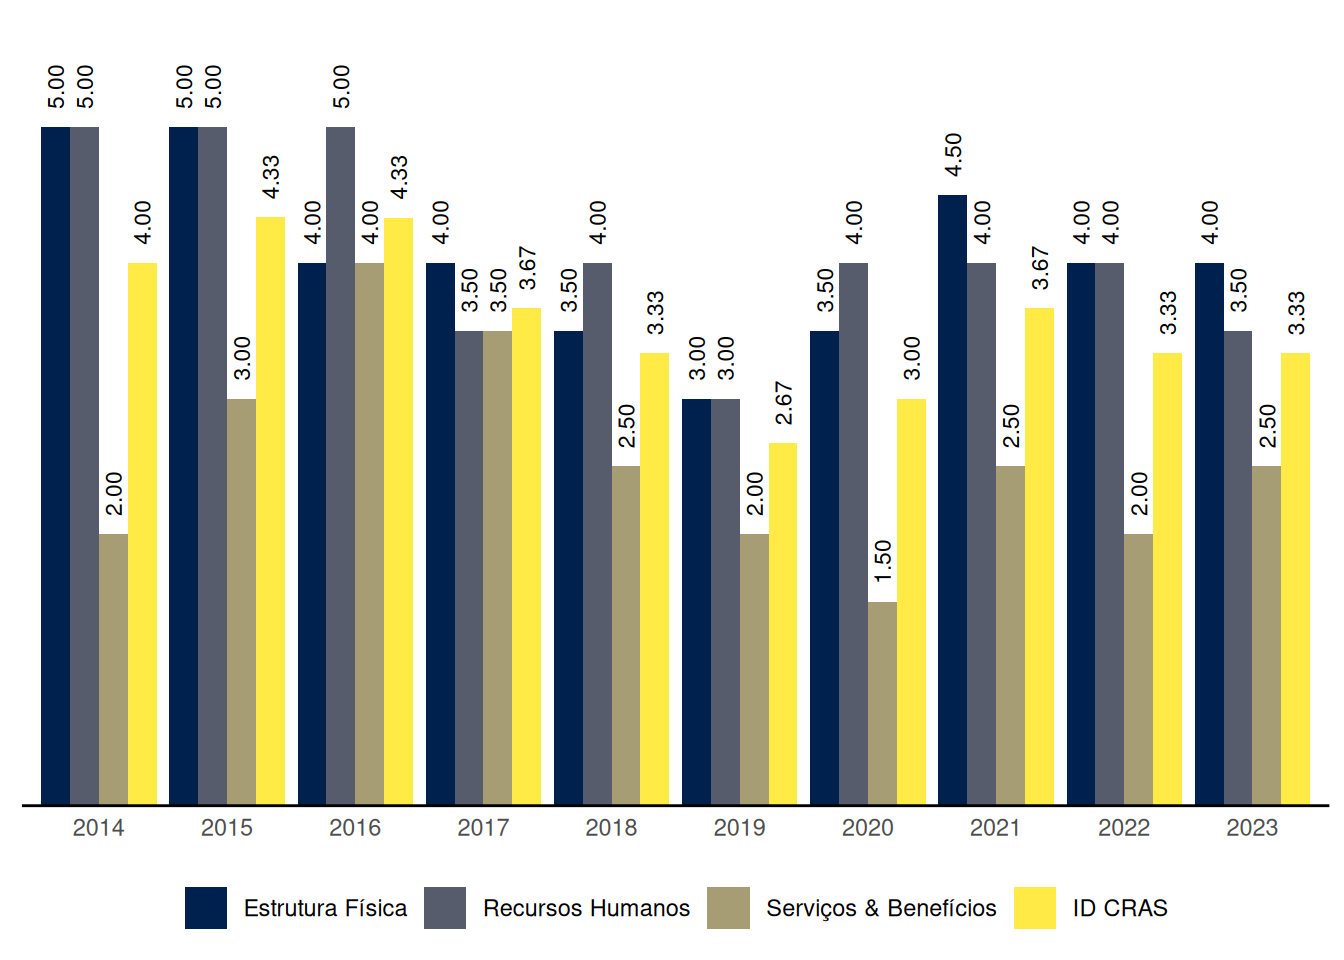 5.00 5.00 2.00 4.00
5.00 5.00 3.00 4.33
4.00 5.00 4.00 4.33
4.00 3.50 3.50 3.67
3.50 4.00 2.50 3.33
3.00 3.00 2.00 2.67
3.50 4.00 1.50 3.00
4.50 4.00 2.50 3.67
4.00 4.00 2.00 3.33
4.00 3.50 2.50 3.33
2014 2015 2016 2017 2018 2019 2020 2021 2022 2023
Estrutura Física Recursos Humanos Serviços & Benefícios ID CRAS